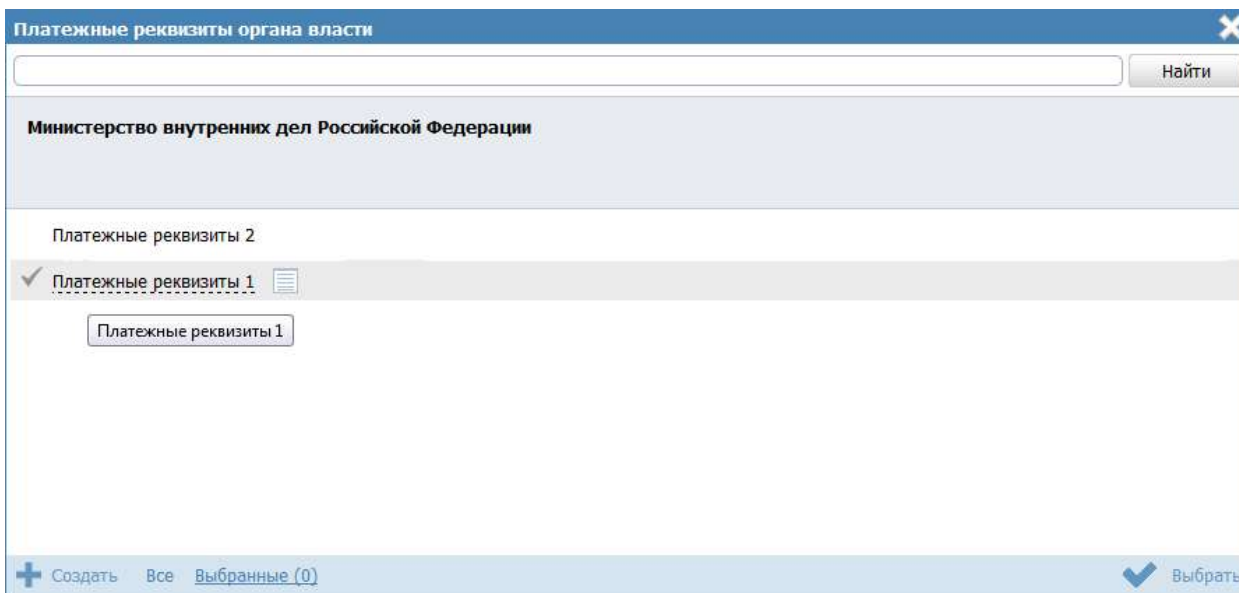 Платежные реквизиты органа власти
Найти
Министерство внутренних дел Российской Федерации
Платежные реквизиты 2
Платежные реквизиты 1
Платежные реквизиты 1
Создать Все Выбранные (0) Выбрать